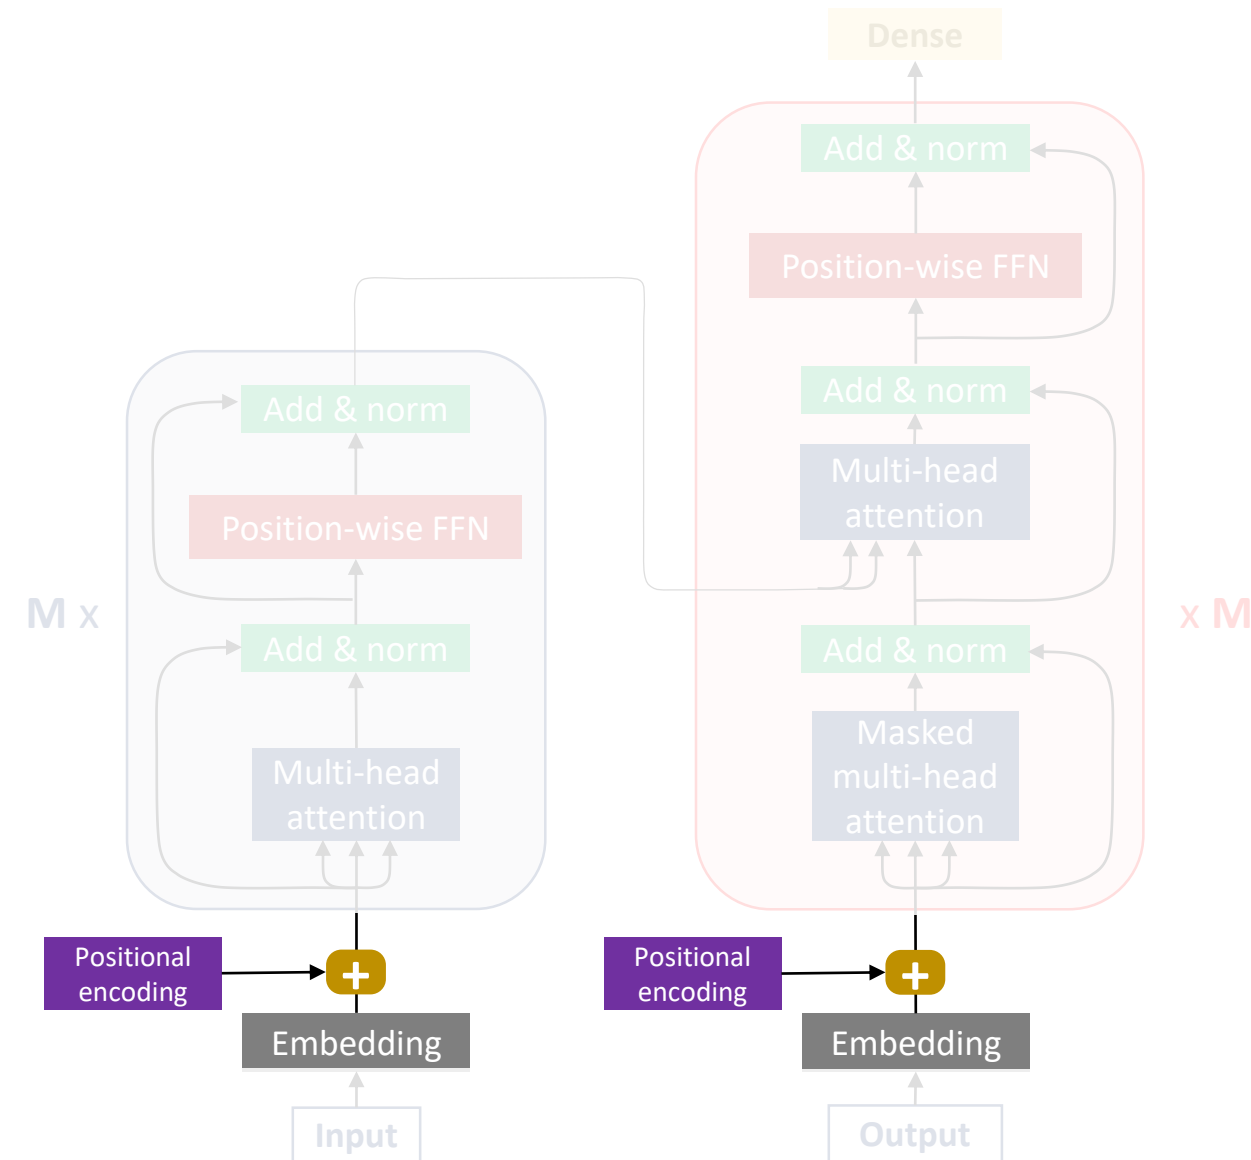 Dense
Add & norm
Position-wise FFN
Add & norm
Multi-head
attention
Add & norm
Masked
multi-head
attention
x M
Positional
encoding
+
Embedding
Output
Add & norm
Position-wise FFN
M x
Add & norm
Multi-head
attention
Positional
encoding
+
Embedding
Input